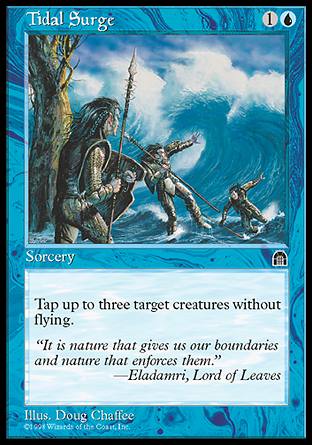 Tidal Surge 1
Sorcery
Tap up to three target creatures without
flying.
“It is nature that gives us our boundaries
and nature that enforces them.”
—Eladamri, Lord of Leaves
Illus. Doug Chaffee
©1998 Wizards of the Coast, Inc.